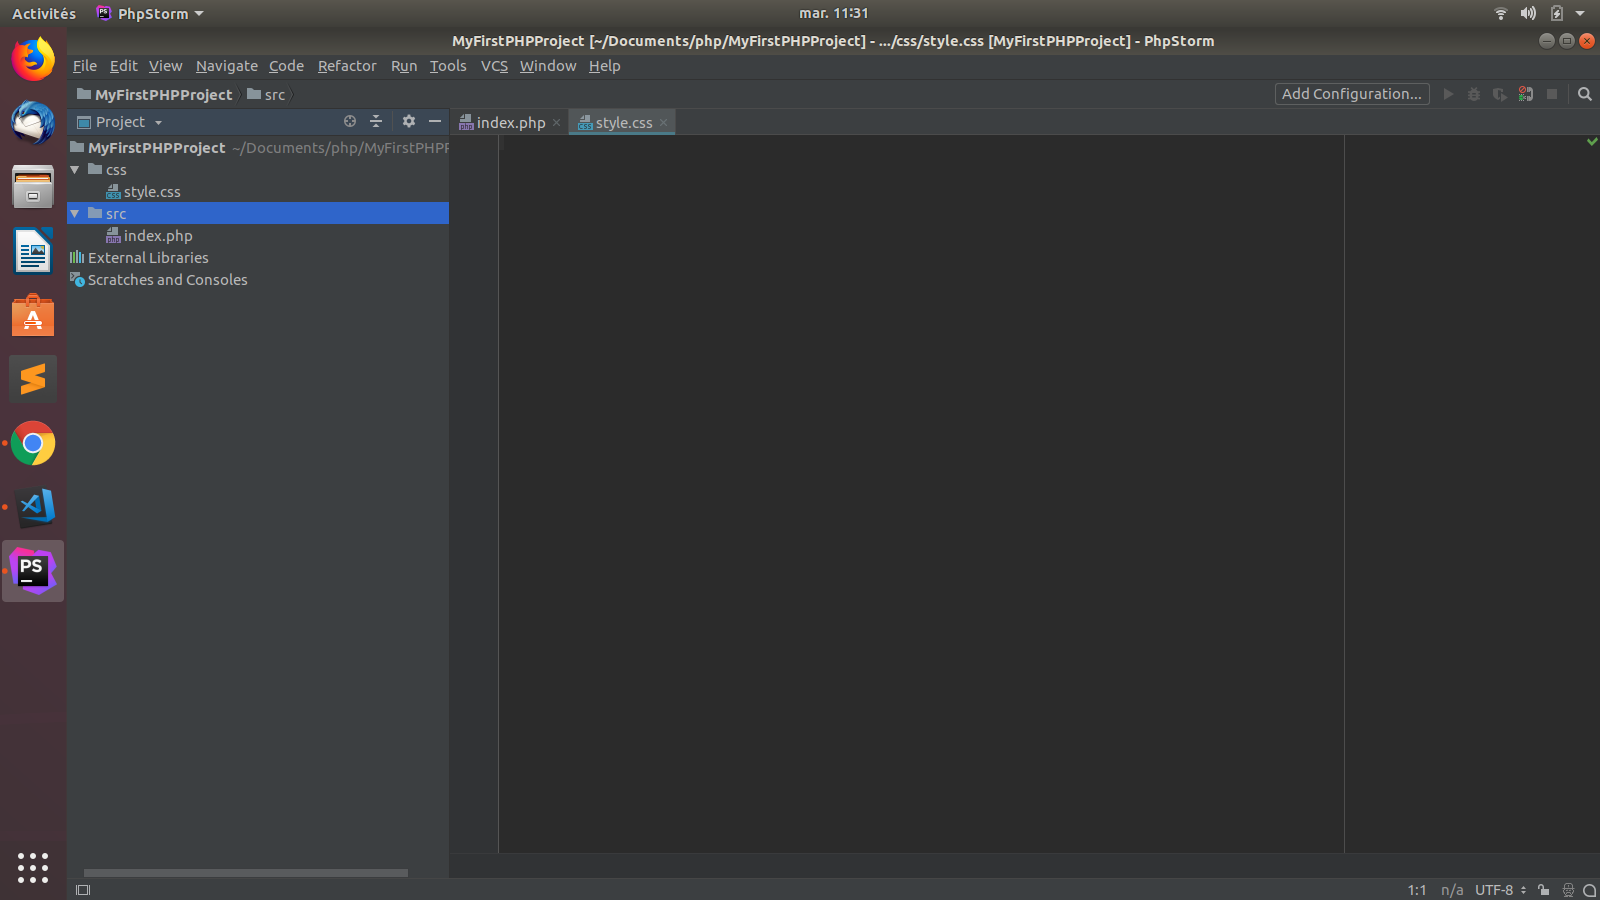 Activités PhpStorm mar. 11:31
MyFirstPHPProject [~/Documents/php/MyFirstPHPProject] - .../css/style.css [MyFirstPHPProject] - PhpStorm
File Edit View Navigate Code Refactor Run Tools VCS Window Help
MyFirstPHPProject src Add Configuration...
Project index.php style.css
MyFirstPHPProject ~/Documents/php/MyFirstPHPF
css
style.css
src
index.php
External Libraries
Scratches and Consoles
PS
1:1 n/a UTF-8